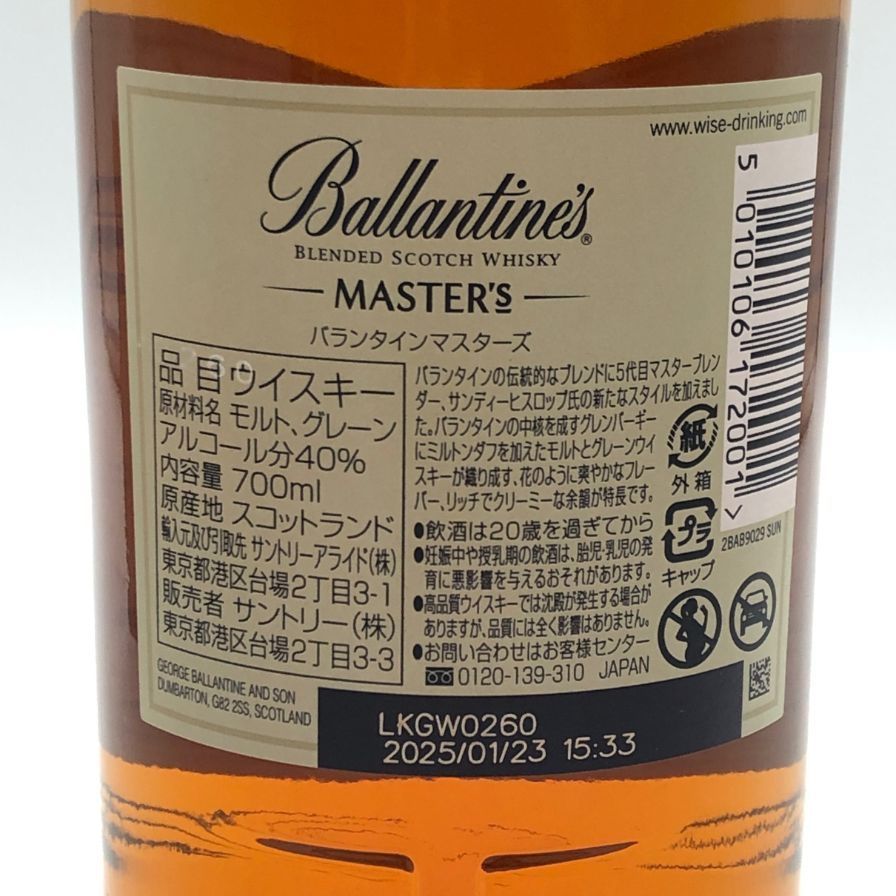 www.wise-drinking.com
Ballantine's®
BLENDED SCOTCH WHISKY
MASTER's
バランタインマスターズ
品目 ウイスキー
原材料名 モルト、グレーン
アルコール分40%
内容量 700ml
原産地 スコットランド
輸入元及び引取先 サントリーアライド(株)
東京都港区台場2丁目3-1
販売者 サントリー(株)
東京都港区台場2丁目3-3
バランタインの伝統的なブレンドに5代目マスターブレン
ダー、サンディーヒスロップ氏の新たなスタイルを加えまし
た。バランタインの中核を成すグレンバーギー
にミルトンダフを加えたモルトとグレーンウイ
スキーが織り成す、花のように爽やかなフレー
バー、リッチでクリーミーな余韻が特長です。
●飲酒は20歳を過ぎてから
●妊娠中や授乳期の飲酒は、胎児・乳児の発
育に悪影響を与えるおそれがあります。
●高品質ウイスキーでは沈殿が発生する場合が
ありますが、品質には全く影響はありません。
●お問い合わせはお客様センター
0120-139-310 JAPAN
紙
外箱
プラ
キャップ
5 010106 172001 >
2BAB9029 SUN
GEORGE BALLANTINE AND SON
DUMBARTON, G82 2SS, SCOTLAND
LKGW0260
2025/01/23 15:33